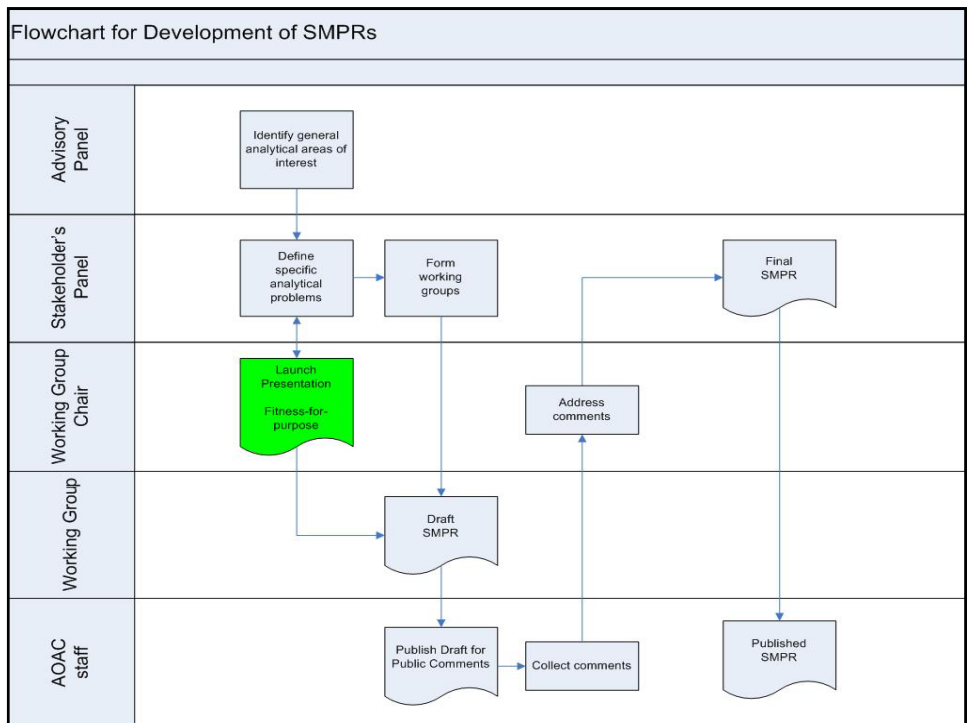 Flowchart for Development of SMPRs
Advisory
Panel
Identify general
analytical areas of
interest
Stakeholder's
Panel
Define
specific
analytical
problems
Form
working
groups
Final
SMPR
Working Group
Chair
Launch
Presentation
Fitness-for-
purpose
Address
comments
Working Group
Draft
SMPR
AOAC
staff
Publish Draft for
Public Comments
Collect comments
Published
SMPR